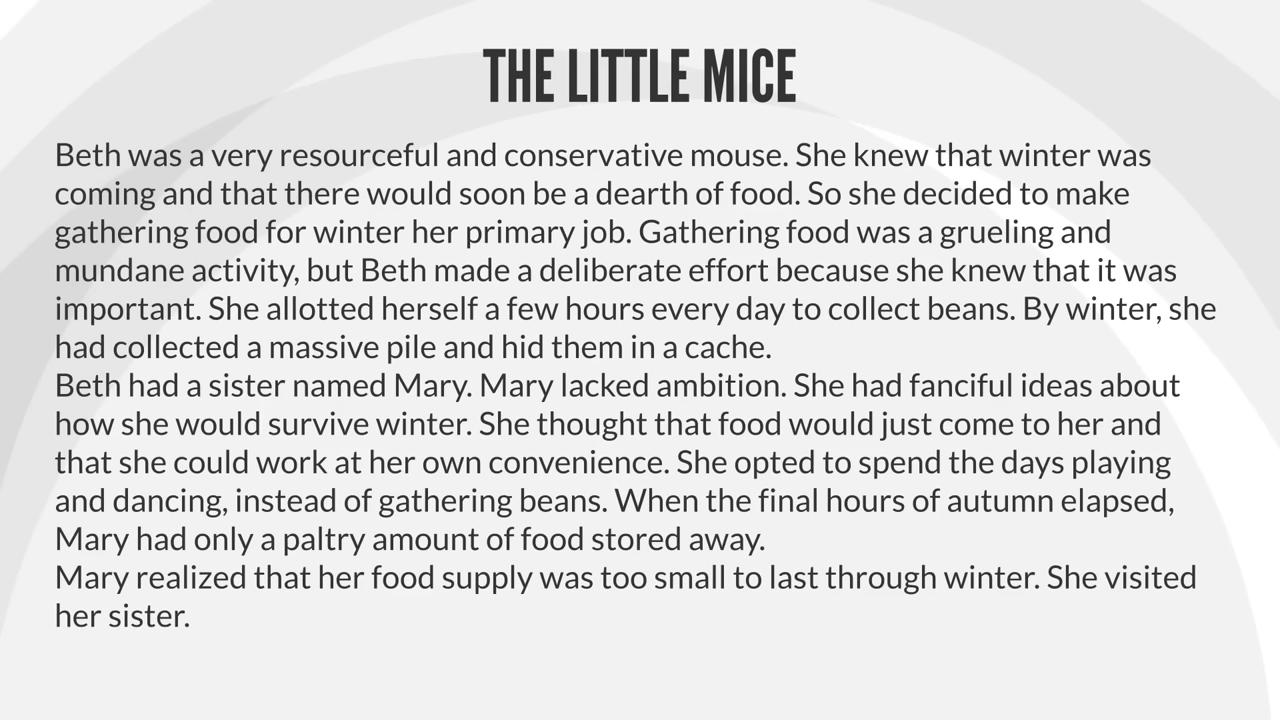 THE LITTLE MICE
Beth was a very resourceful and conservative mouse. She knew that winter was
coming and that there would soon be a dearth of food. So she decided to make
gathering food for winter her primary job. Gathering food was a grueling and
mundane activity, but Beth made a deliberate effort because she knew that it was
important. She allotted herself a few hours every day to collect beans. By winter, she
had collected a massive pile and hid them in a cache.
Beth had a sister named Mary. Mary lacked ambition. She had fanciful ideas about
how she would survive winter. She thought that food would just come to her and
that she could work at her own convenience. She opted to spend the days playing
and dancing, instead of gathering beans. When the final hours of autumn elapsed,
Mary had only a paltry amount of food stored away.
Mary realized that her food supply was too small to last through winter. She visited
her sister.